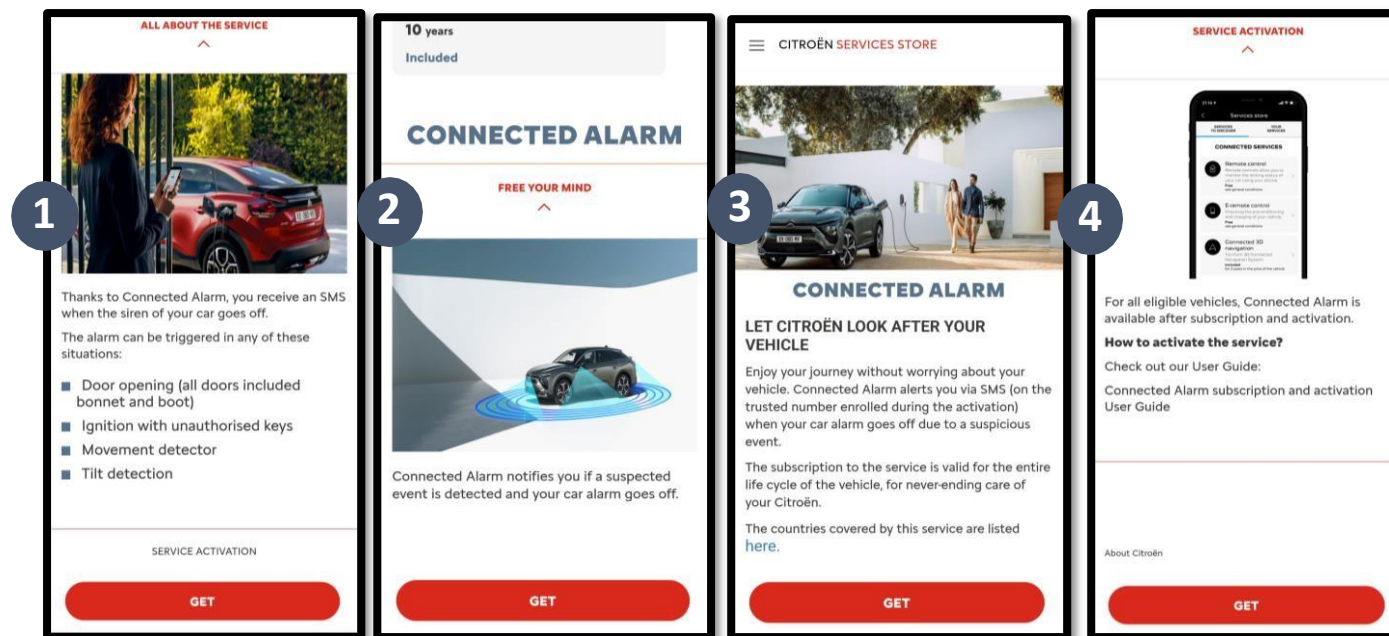 1
ALL ABOUT THE SERVICE
Thanks to Connected Alarm, you receive an SMS
when the siren of your car goes off.
The alarm can be triggered in any of these
situations:
Door opening (all doors included
bonnet and boot)
Ignition with unauthorised keys
Movement detector
Tilt detection
SERVICE ACTIVATION
GET
2
10 years
Included
CONNECTED ALARM
FREE YOUR MIND
Connected Alarm notifies you if a suspected
event is detected and your car alarm goes off.
GET
3
CITROËN SERVICES STORE
CONNECTED ALARM
LET CITROËN LOOK AFTER YOUR
VEHICLE
Enjoy your journey without worrying about your
vehicle. Connected Alarm alerts you via SMS (on the
trusted number enrolled during the activation)
when your car alarm goes off due to a suspicious
event.
The subscription to the service is valid for the entire
life cycle of the vehicle, for never-ending care of
your Citroën.
The countries covered by this service are listed
here.
GET
4
SERVICE ACTIVATION
Services store
SERVICES
TO DISCOVER
YOUR
SERVICES
CONNECTED SERVICES
Remote control
Free
E-remote control
Free
Connected 3D
navigation
For all eligible vehicles, Connected Alarm is
available after subscription and activation.
How to activate the service?
Check out our User Guide:
Connected Alarm subscription and activation
User Guide
About Citroën
GET